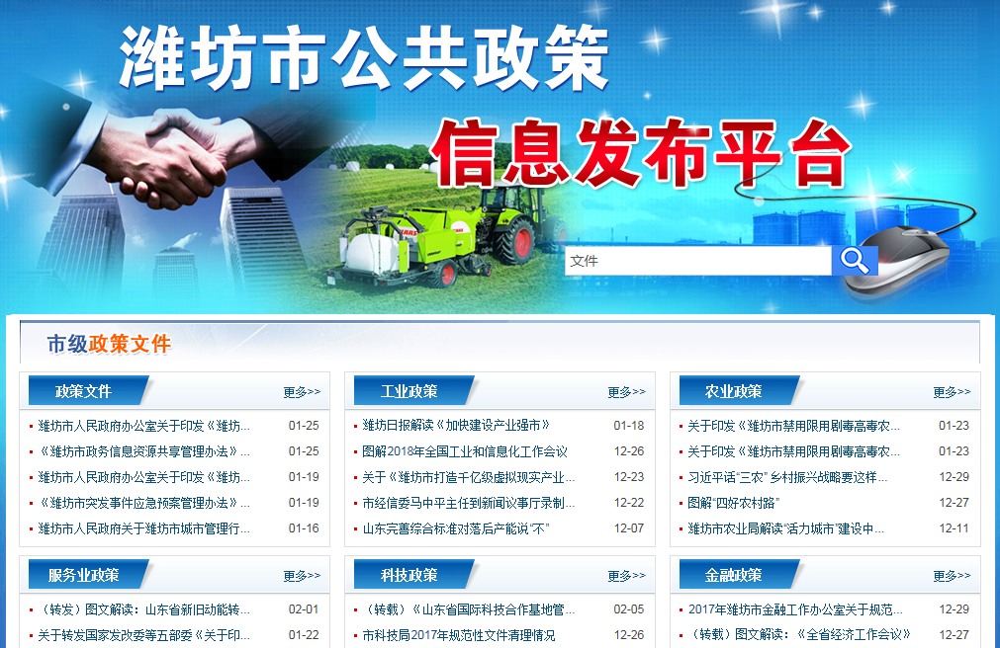 潍坊市公共政策
信息发布平台
文件
市级政策文件
政策文件 更多>>
潍坊市人民政府办公室关于印发《潍坊... 01-25
《潍坊市政务信息资源共享管理办法》... 01-25
潍坊市人民政府办公室关于印发《潍坊... 01-19
《潍坊市突发事件应急预案管理办法》... 01-19
潍坊市人民政府关于潍坊市城市管理行... 01-16
工业政策 更多>>
潍坊日报解读《加快建设产业强市》 01-18
图解2018年全国工业和信息化工作会议 12-26
关于《潍坊市打造千亿级虚拟现实产业... 12-23
市经信委马中平主任到新闻议事厅录制... 12-22
山东完善综合标准对落后产能说“不” 12-07
农业政策 更多>>
关于印发《潍坊市禁用限用剧毒高毒农... 01-23
关于印发《潍坊市禁用限用剧毒高毒农... 01-23
习近平话“三农”乡村振兴战略要这样... 12-29
图解“四好农村路” 12-27
潍坊市农业局解读“活力城市”建设中... 12-11
服务业政策 更多>>
（转发）图文解读：山东省新旧动能转... 02-01
关于转发国家发改委等五部委《关于印... 01-22
科技政策 更多>>
（转载）《山东省国际科技合作基地管... 02-05
市科技局2017年规范性文件清理情况 12-26
金融政策 更多>>
2017年潍坊市金融工作办公室关于规范... 12-29
（转载）图文解读：《全省经济工作会议》 12-27